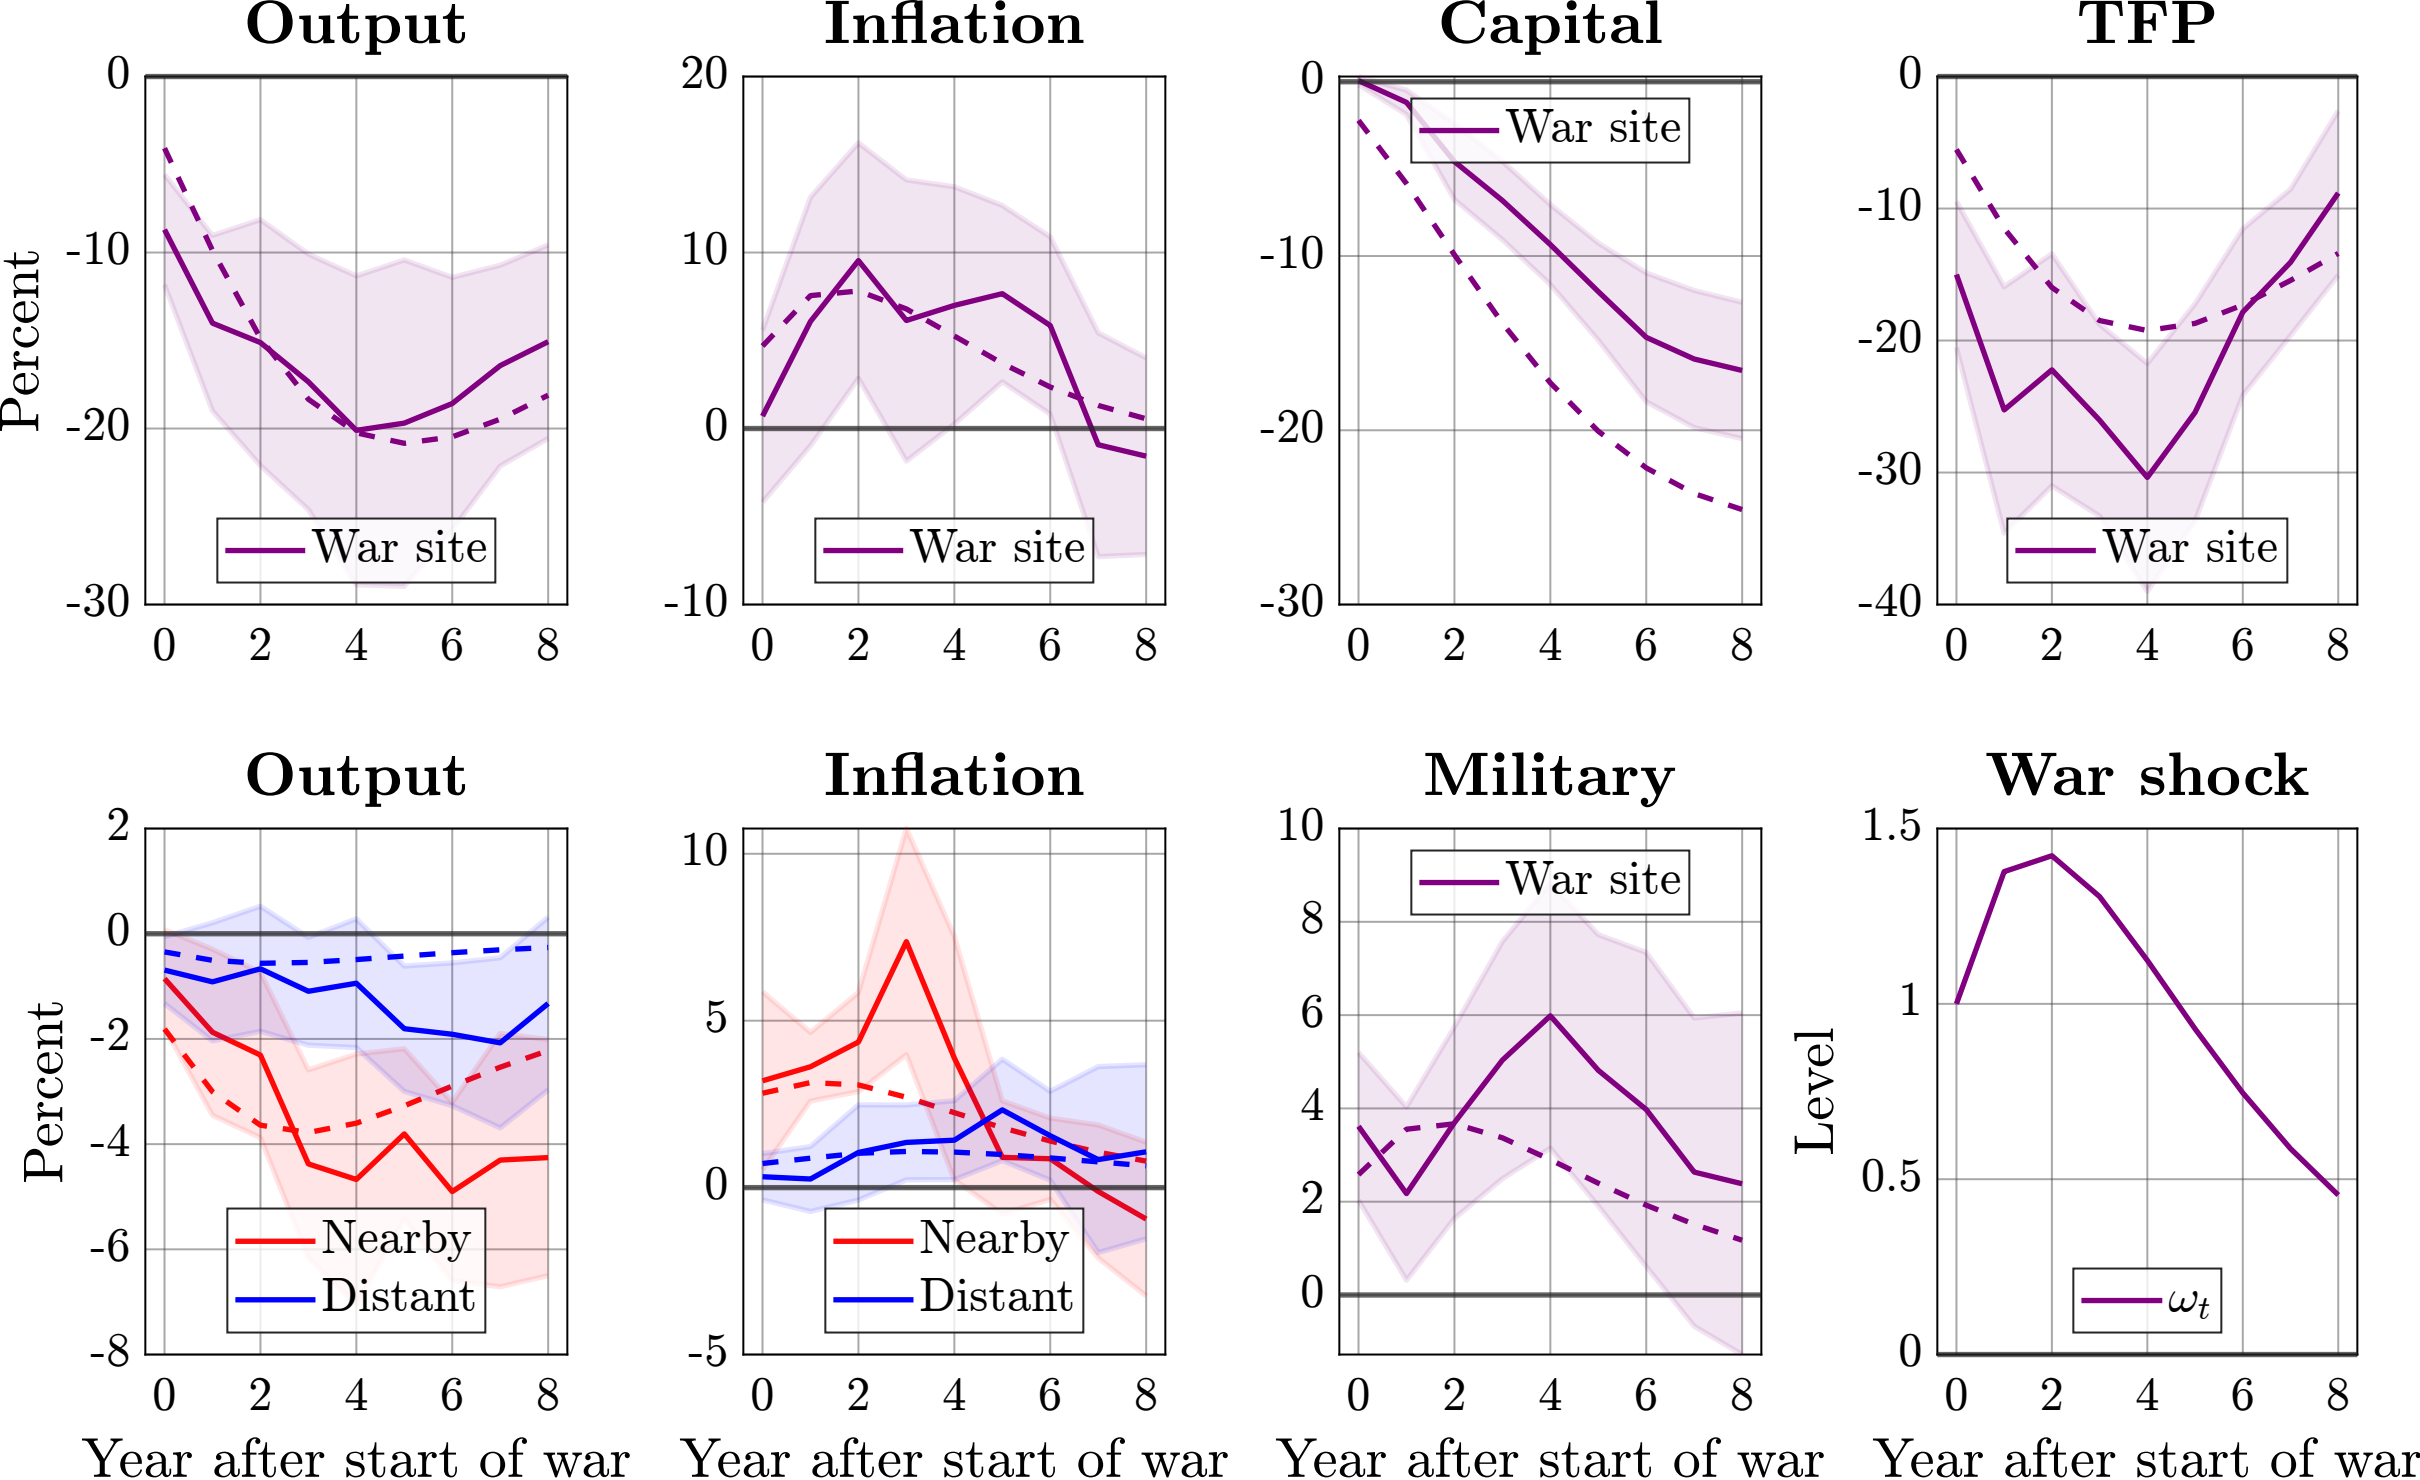 Output
Inflation
Capital
TFP
Percent
0
-10
-20
-30
0 2 4 6 8
War site
20
10
0
-10
0 2 4 6 8
War site
0
-10
-20
-30
0 2 4 6 8
War site
0
-10
-20
-30
-40
0 2 4 6 8
War site
Output
Inflation
Military
War shock
Percent
2
0
-2
-4
-6
-8
0 2 4 6 8
Nearby
Distant
Year after start of war
10
5
0
-5
0 2 4 6 8
Nearby
Distant
Year after start of war
10
8
6
4
2
0
0 2 4 6 8
War site
Year after start of war
Level
1.5
1
0.5
0
0 2 4 6 8
ω_t
Year after start of war